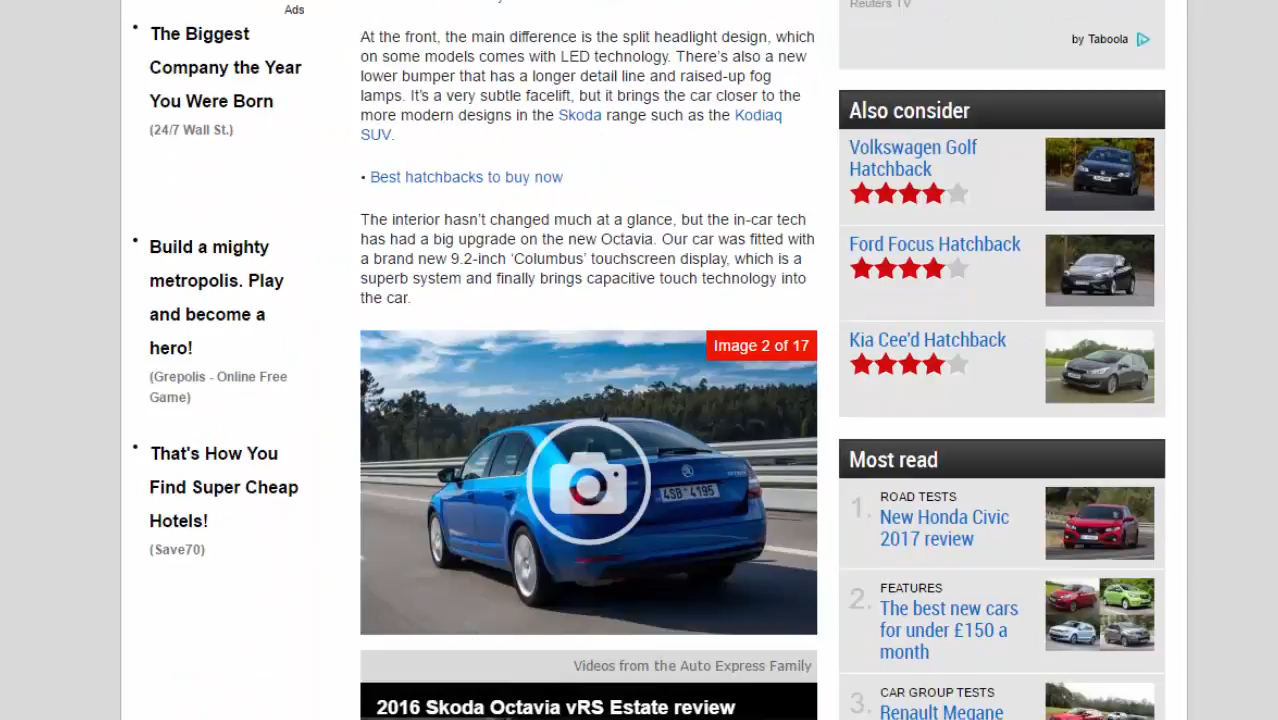 Ads
The Biggest
Company the Year
You Were Born
(24/7 Wall St.)
Build a mighty
metropolis. Play
and become a
hero!
(Grepolis - Online Free
Game)
That's How You
Find Super Cheap
Hotels!
(Save70)
At the front, the main difference is the split headlight design, which
on some models comes with LED technology. There’s also a new
lower bumper that has a longer detail line and raised-up fog
lamps. It’s a very subtle facelift, but it brings the car closer to the
more modern designs in the Skoda range such as the Kodiaq
SUV.
• Best hatchbacks to buy now
The interior hasn’t changed much at a glance, but the in-car tech
has had a big upgrade on the new Octavia. Our car was fitted with
a brand new 9.2-inch ‘Columbus’ touchscreen display, which is a
superb system and finally brings capacitive touch technology into
the car.
Image 2 of 17
4SB 4195
Videos from the Auto Express Family
2016 Skoda Octavia vRS Estate review
Reuters TV
by Taboola
Also consider
Volkswagen Golf
Hatchback
Ford Focus Hatchback
Kia Cee'd Hatchback
Most read
1. ROAD TESTS
New Honda Civic
2017 review
2. FEATURES
The best new cars
for under £150 a
month
3. CAR GROUP TESTS
Renault Megane